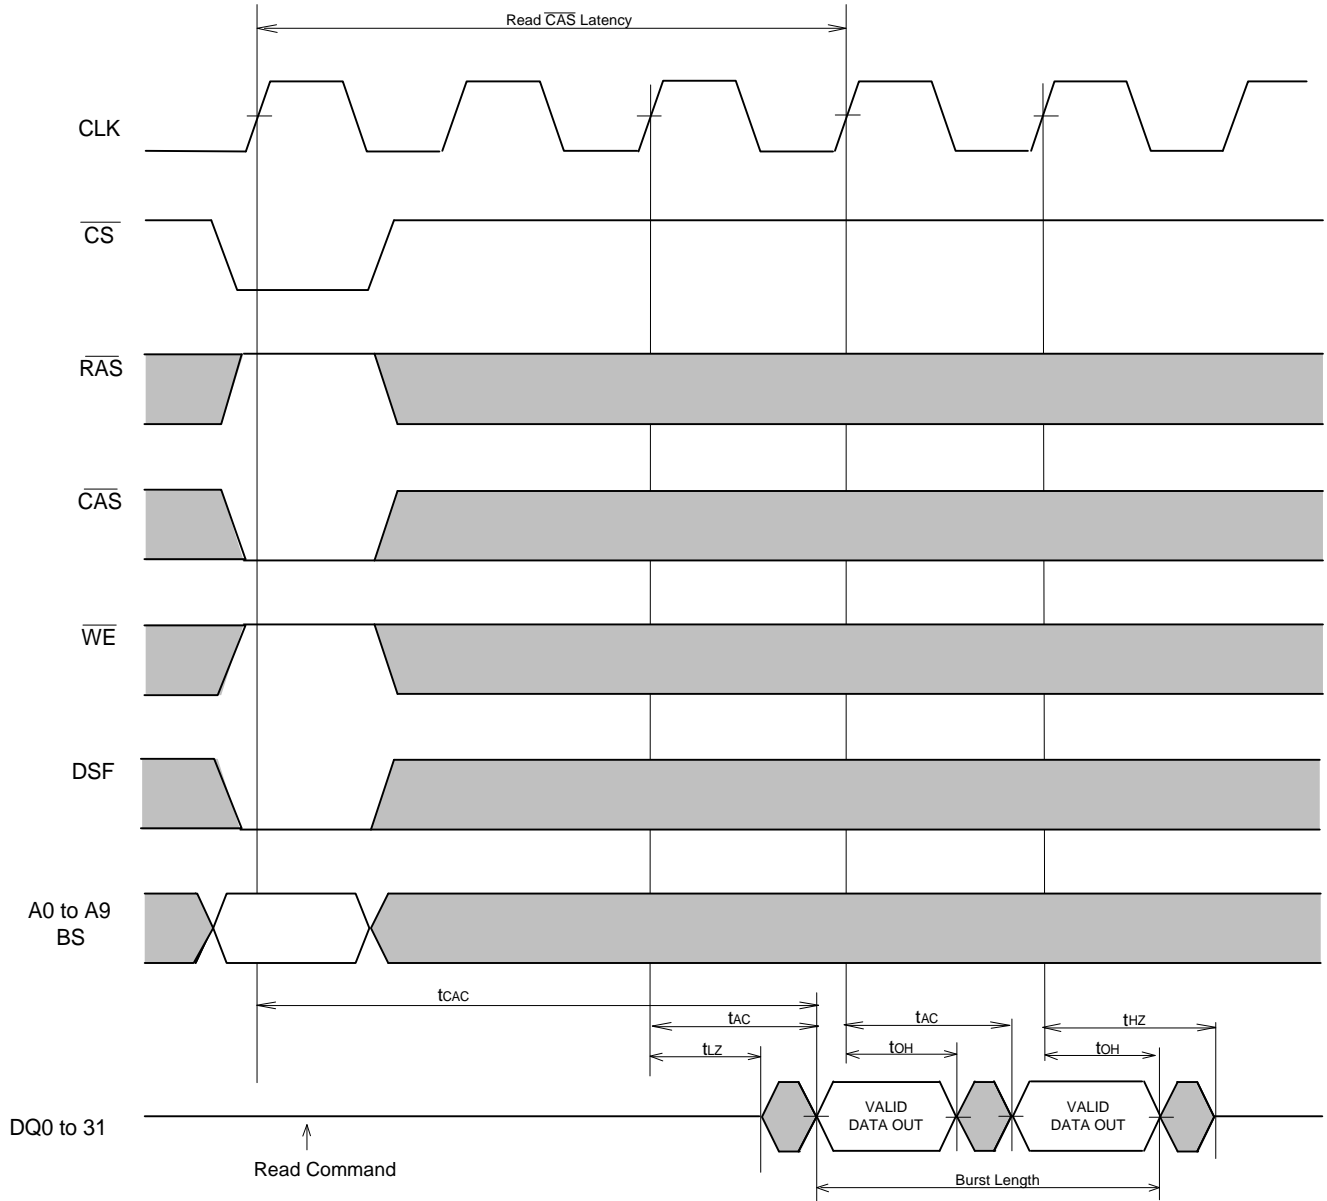 Read CAS Latency
CLK
CS
RAS
CAS
WE
DSF
A0 to A9
BS
tCAC
tAC
tAC
tHZ
tLZ
tOH
tOH
VALID
DATA OUT
VALID
DATA OUT
DQ0 to 31
Read Command
Burst Length